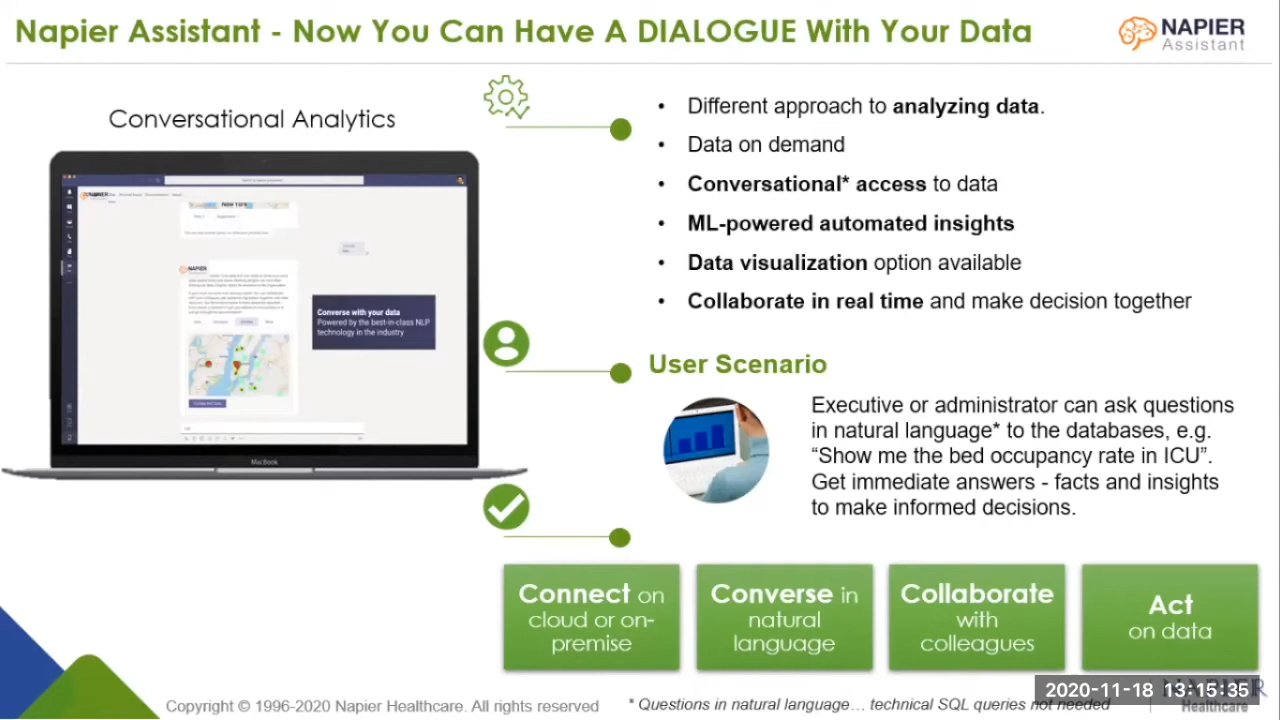 Napier Assistant - Now You Can Have A DIALOGUE With Your Data
NAPIER
Assistant
Conversational Analytics
• Different approach to analyzing data.
• Data on demand
• Conversational* access to data
• ML-powered automated insights
• Data visualization option available
• Collaborate in real time and make decision together
NAPIER
Converse with your data
Powered by the best-in-class NLP
technology in the industry
MacBook
User Scenario
Executive or administrator can ask questions
in natural language* to the databases, e.g.
“Show me the bed occupancy rate in ICU”.
Get immediate answers - facts and insights
to make informed decisions.
Connect on
cloud or on-
premise
Converse in
natural
language
Collaborate
with
colleagues
Act
on data
Copyright © 1996-2020 Napier Healthcare. All rights reserved
* Questions in natural language… technical SQL queries not needed
2020-11-18 13:15:35
NAPIER
Healthcare